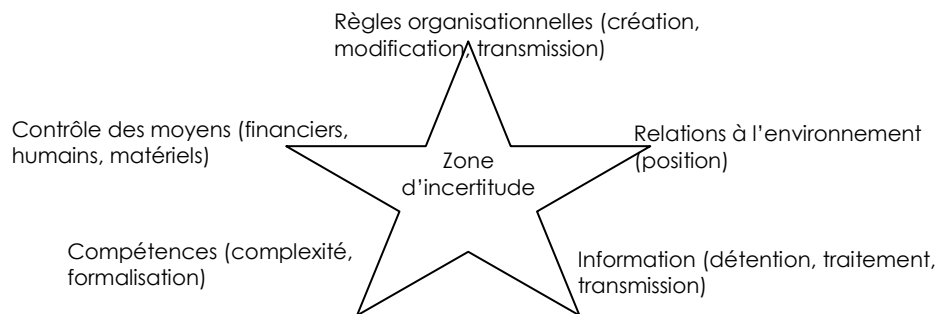 Règles organisationnelles (création,
modification, transmission)
Contrôle des moyens (financiers,
humains, matériels)
Relations à l’environnement
(position)
Zone
d’incertitude
Compétences (complexité,
formalisation)
Information (détention, traitement,
transmission)